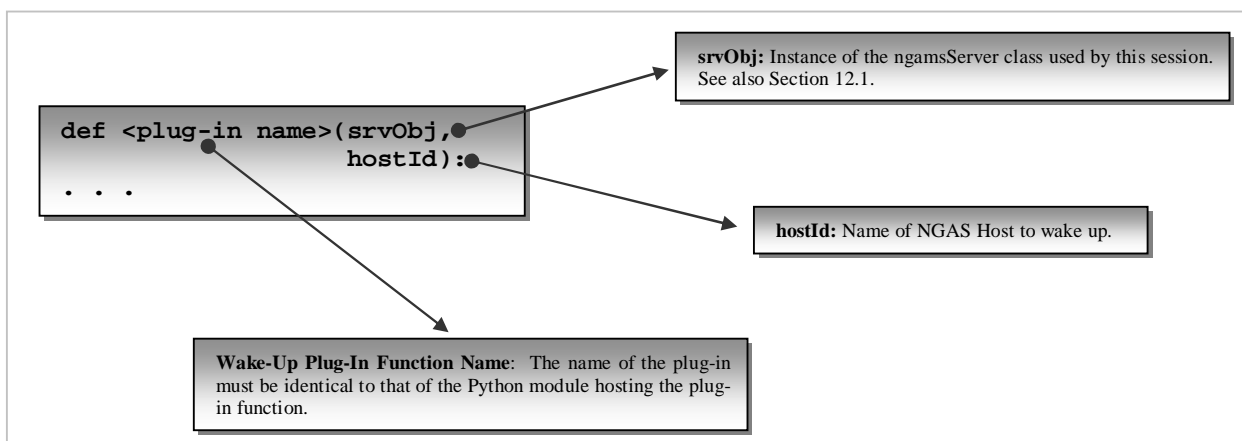 srvObj: Instance of the ngamsServer class used by this session.
See also Section 12.1.
def <plug-in name>(srvObj,
hostId):
. . .
hostId: Name of NGAS Host to wake up.
Wake-Up Plug-In Function Name: The name of the plug-in
must be identical to that of the Python module hosting the plug-
in function.